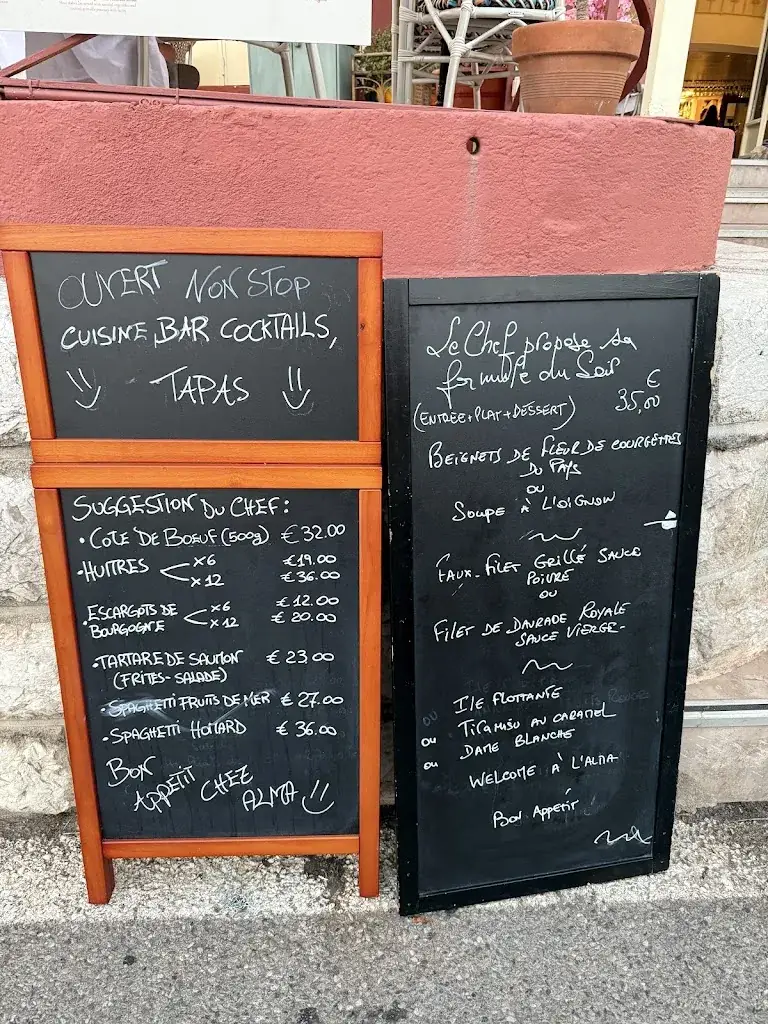 OUVERT NON STOP
CUISINE, BAR COCKTAILS,
TAPAS
SUGGESTION DU CHEF:
• COTE DE BOEUF (500g) € 32.00
• HUITRES x6 €19.00
x12 € 36.00
• ESCARGOTS DE x6 € 12.00
BOURGOGNE x12 € 20.00
• TARTARE DE SAUMON € 23.00
(FRITES-SALADE)
• SPAGHETTI FRUITS DE MER € 27.00
• SPAGHETTI HOMARD € 36.00
BON
APPETIT CHEZ
ALMA
Le Chef propose sa
formule du Soir
€
(ENTREE+PLAT+DESSERT) 35,00
BEIGNETS DE FLEUR DE COURGETTES
DU PAYS
OU
SOUPE À L'OIGNON
FAUX-FILET GRILLÉ SAUCE
POIVRE
OU
FILET DE DAURADE ROYALE
SAUCE VIERGE-
ILE FLOTTANTE
OU TIRAMISU AU CARAMEL
OU DAME BLANCHE
WELCOME À L'ALMA
BON APPETIT